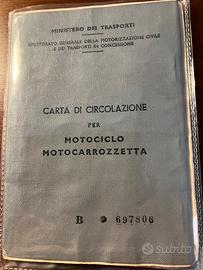 MINISTERO DEI TRASPORTI
ISPETTORATO GENERALE DELLA MOTORIZZAZIONE CIVILE
E DEI TRASPORTI IN CONCESSIONE
CARTA DI CIRCOLAZIONE
PER
MOTOCICLO
MOTOCARROZZETTA
B 697806
subito